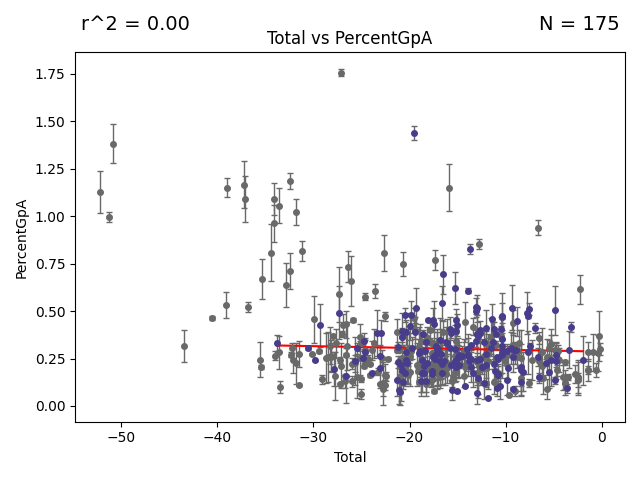 r^2 = 0.00
N = 175
Total vs PercentGpA
PercentGpA
1.75
1.50
1.25
1.00
0.75
0.50
0.25
0.00
−50
−40
−30
−20
−10
0
Total